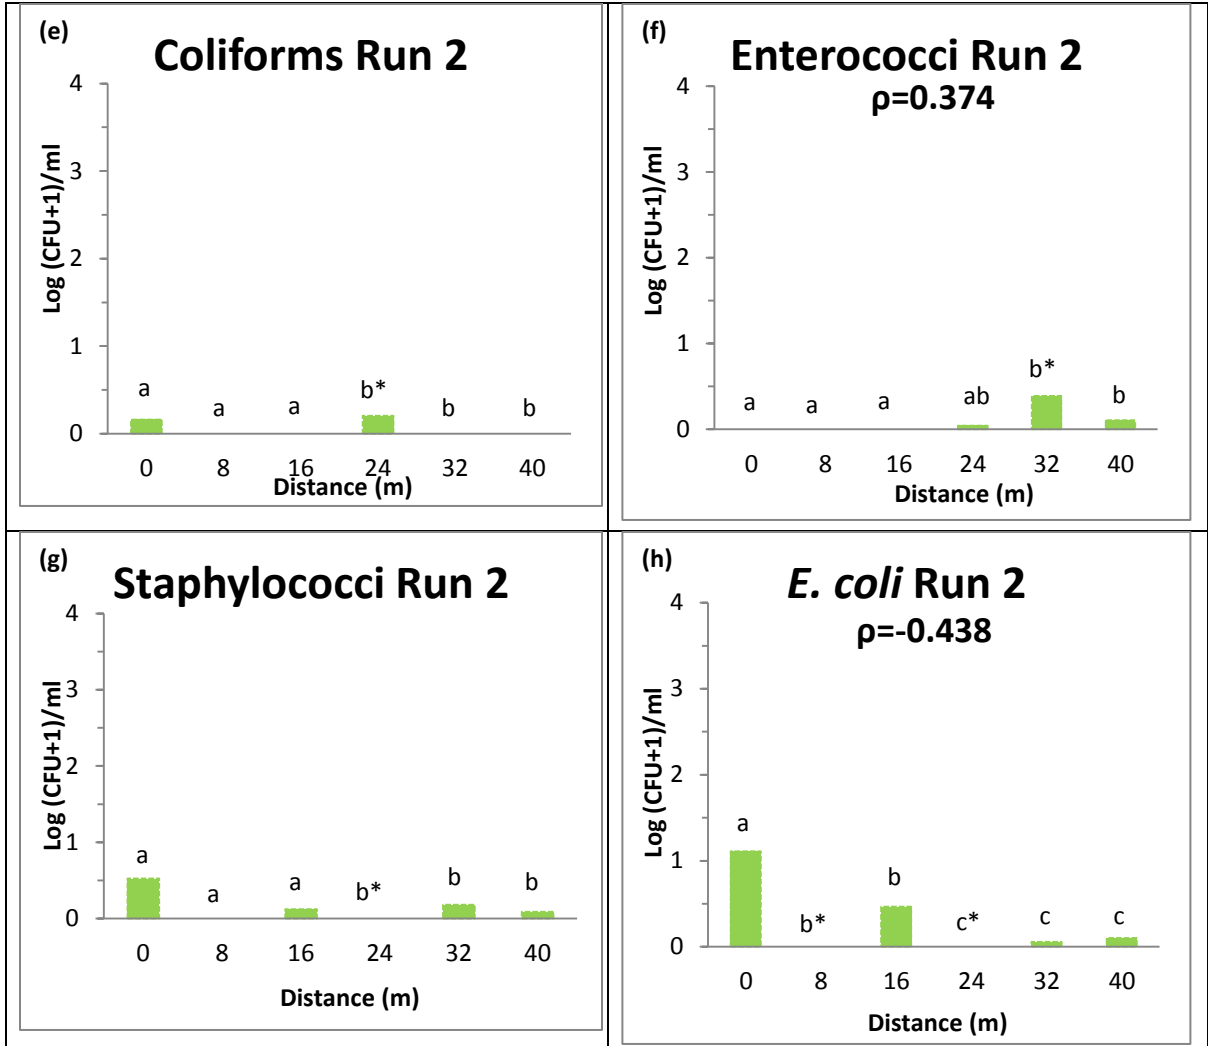 (e)
Coliforms Run 2
Log (CFU+1)/ml
4
3
2
1
0
a
a
a
b*
b
b
0 8 16 24 32 40
Distance (m)
(f)
Enterococci Run 2
ρ=0.374
Log (CFU+1)/ml
4
3
2
1
0
a
a
a
ab
b*
b
0 8 16 24 32 40
Distance (m)
(g)
Staphylococci Run 2
Log (CFU+1)/ml
4
3
2
1
0
a
a
a
b*
b
b
0 8 16 24 32 40
Distance (m)
(h)
E. coli Run 2
ρ=-0.438
Log (CFU+1)/ml
4
3
2
1
0
a
b*
b
c*
c
c
0 8 16 24 32 40
Distance (m)